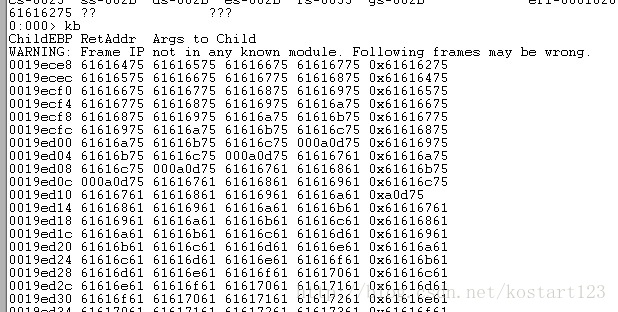 61616275 ??              ???
0:000> kb
ChildEBP RetAddr  Args to Child
WARNING: Frame IP not in any known module. Following frames may be wrong.
0019ece8 61616475 61616575 61616675 61616775 0x61616275
0019ecec 61616575 61616675 61616775 61616875 0x61616475
0019ecf0 61616675 61616775 61616875 61616975 0x61616575
0019ecf4 61616775 61616875 61616975 61616a75 0x61616675
0019ecf8 61616875 61616975 61616a75 61616b75 0x61616775
0019ecfc 61616975 61616a75 61616b75 61616c75 0x61616875
0019ed00 61616a75 61616b75 61616c75 000a0d75 0x61616975
0019ed04 61616b75 61616c75 000a0d75 61616761 0x61616a75
0019ed08 61616c75 000a0d75 61616761 61616861 0x61616b75
0019ed0c 000a0d75 61616761 61616861 61616961 0x61616c75
0019ed10 61616761 61616861 61616961 61616a61 0xa0d75
0019ed14 61616861 61616961 61616a61 61616b61 0x61616761
0019ed18 61616961 61616a61 61616b61 61616c61 0x61616861
0019ed1c 61616a61 61616b61 61616c61 61616d61 0x61616961
0019ed20 61616b61 61616c61 61616d61 61616e61 0x61616a61
0019ed24 61616c61 61616d61 61616e61 61616f61 0x61616b61
0019ed28 61616d61 61616e61 61616f61 61617061 0x61616c61
0019ed2c 61616e61 61616f61 61617061 61617161 0x61616d61
0019ed30 61616f61 61617061 61617161 61617261 0x61616e61